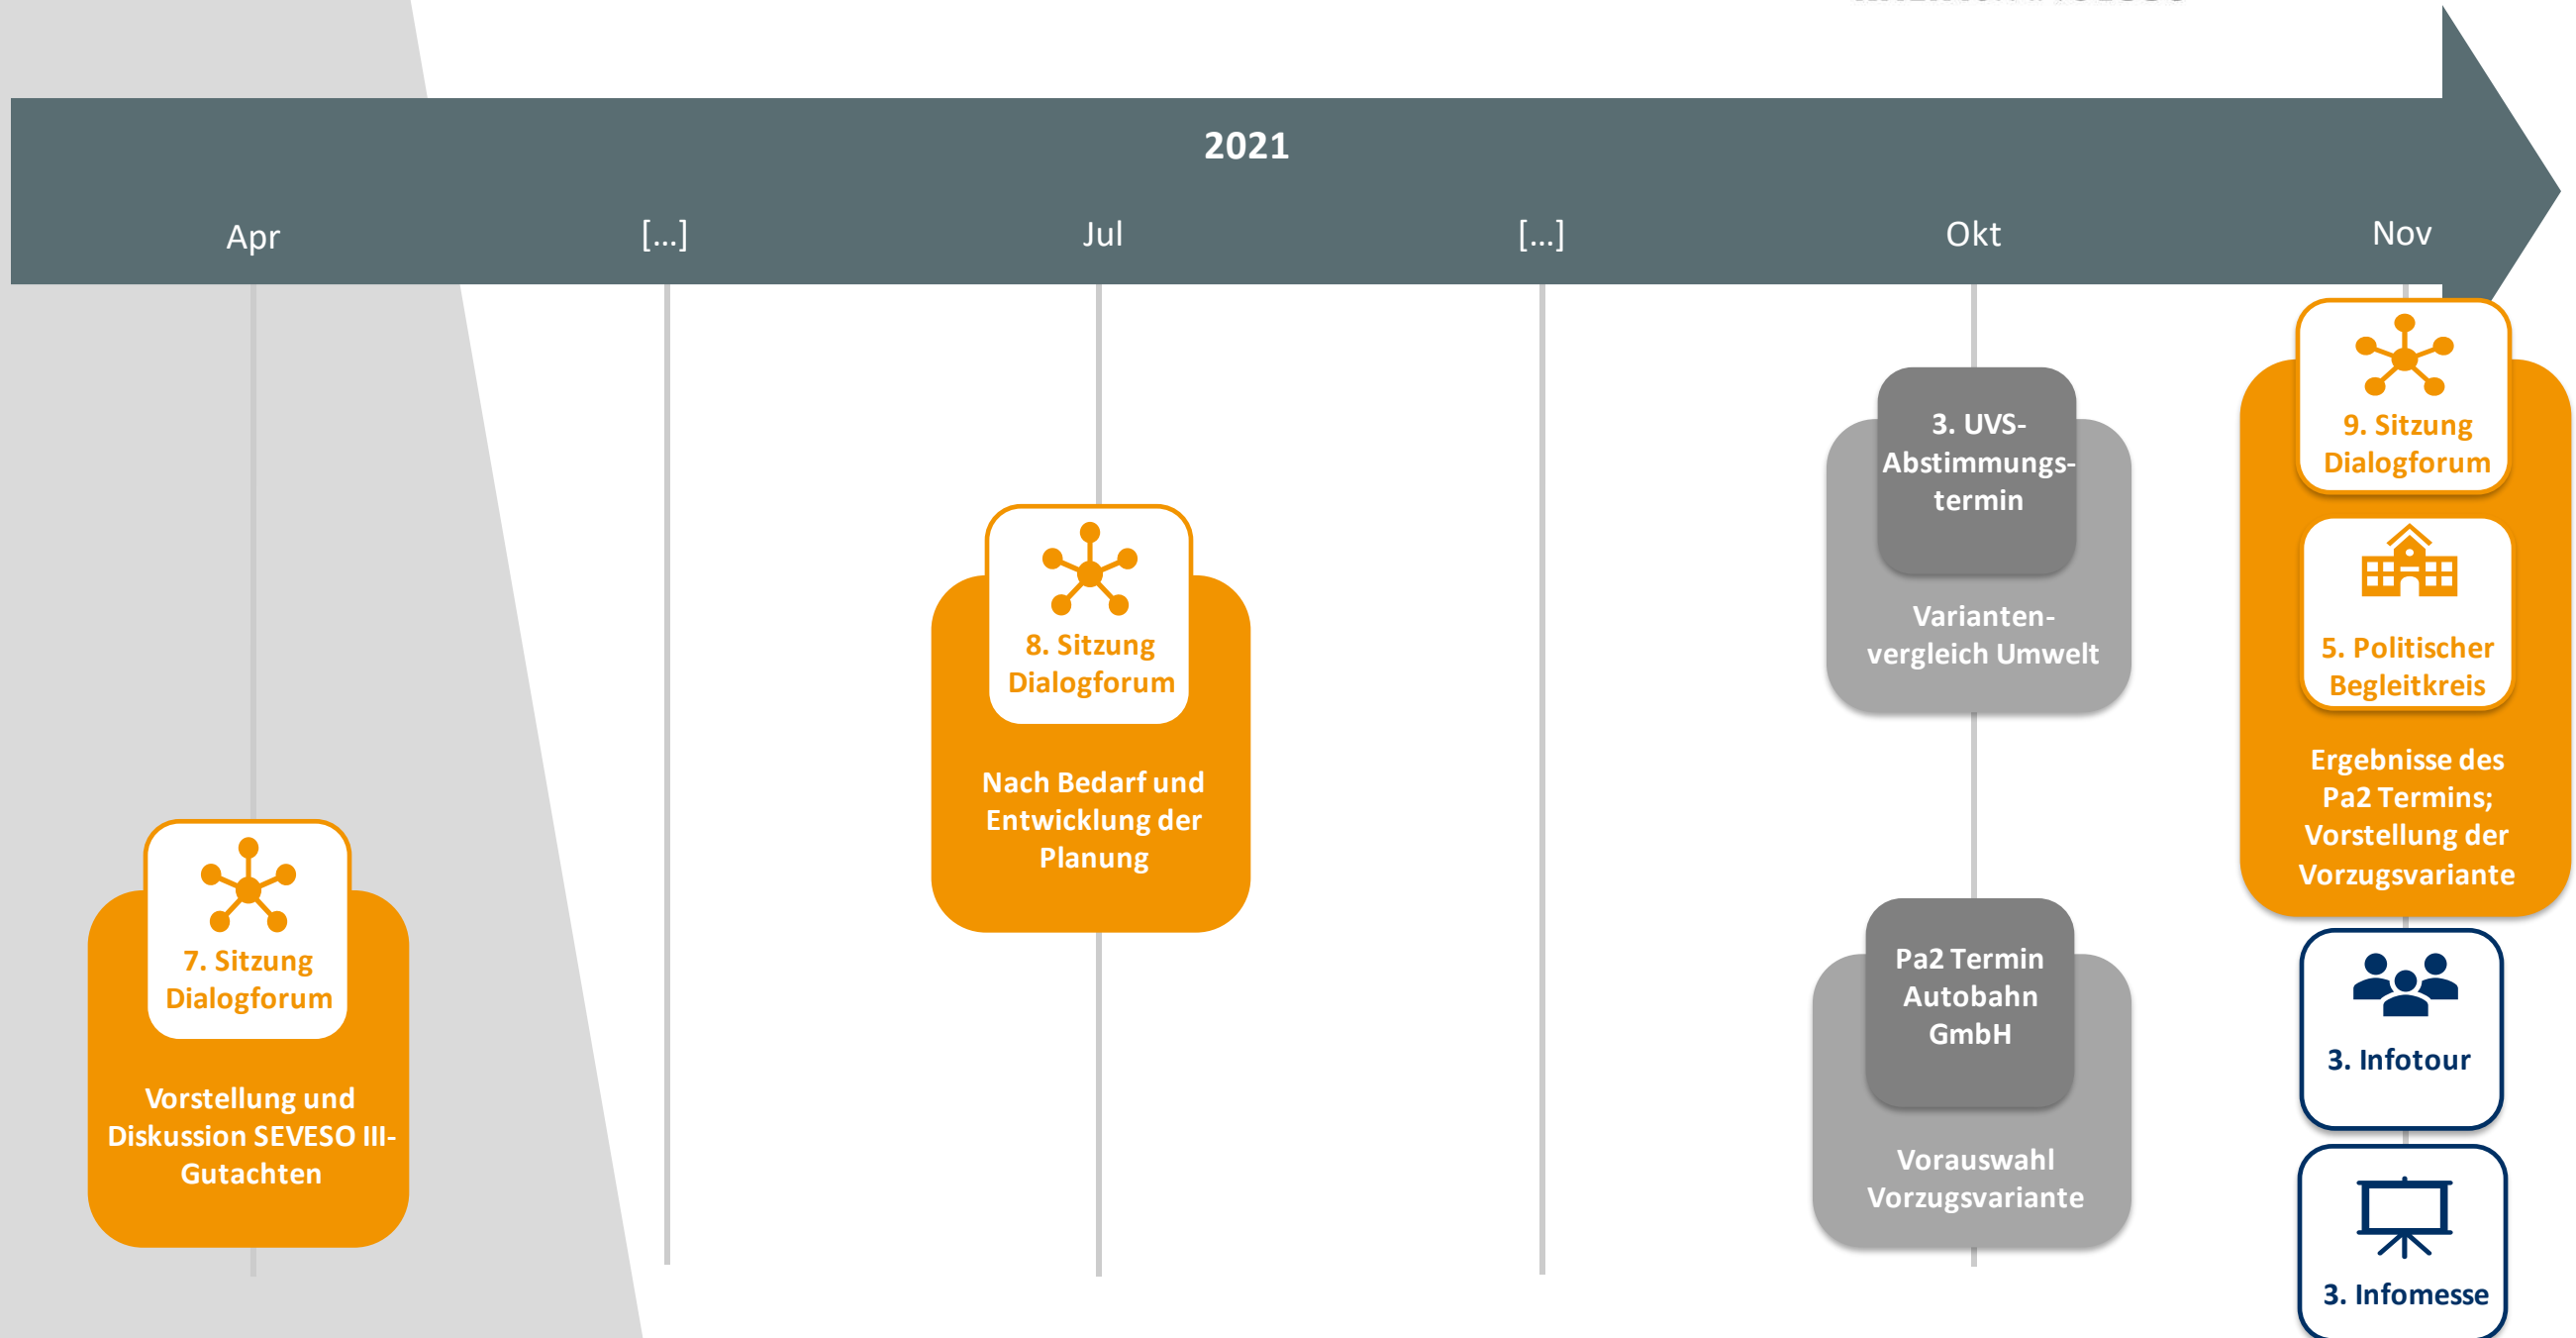 2021
Apr
[...]
Jul
[...]
Okt
Nov
7. Sitzung
Dialogforum
Vorstellung und
Diskussion SEVESO III-
Gutachten
8. Sitzung
Dialogforum
Nach Bedarf und
Entwicklung der
Planung
3. UVS-
Abstimmungs-
termin
Varianten-
vergleich Umwelt
Pa2 Termin
Autobahn
GmbH
Vorauswahl
Vorzugsvariante
9. Sitzung
Dialogforum
5. Politischer
Begleitkreis
Ergebnisse des
Pa2 Termins;
Vorstellung der
Vorzugsvariante
3. Infotour
3. Infomesse